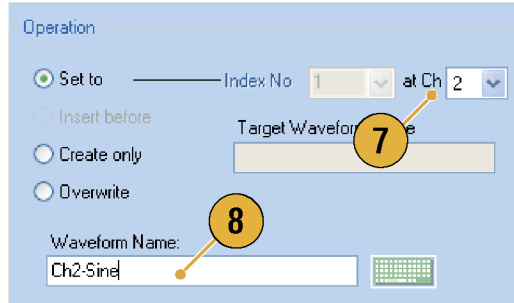 Operation
Set to Index No 1 at Ch 2
Insert before
Target Wavefor e
7
Create only
Overwrite
8
Waveform Name:
Ch2-Sine